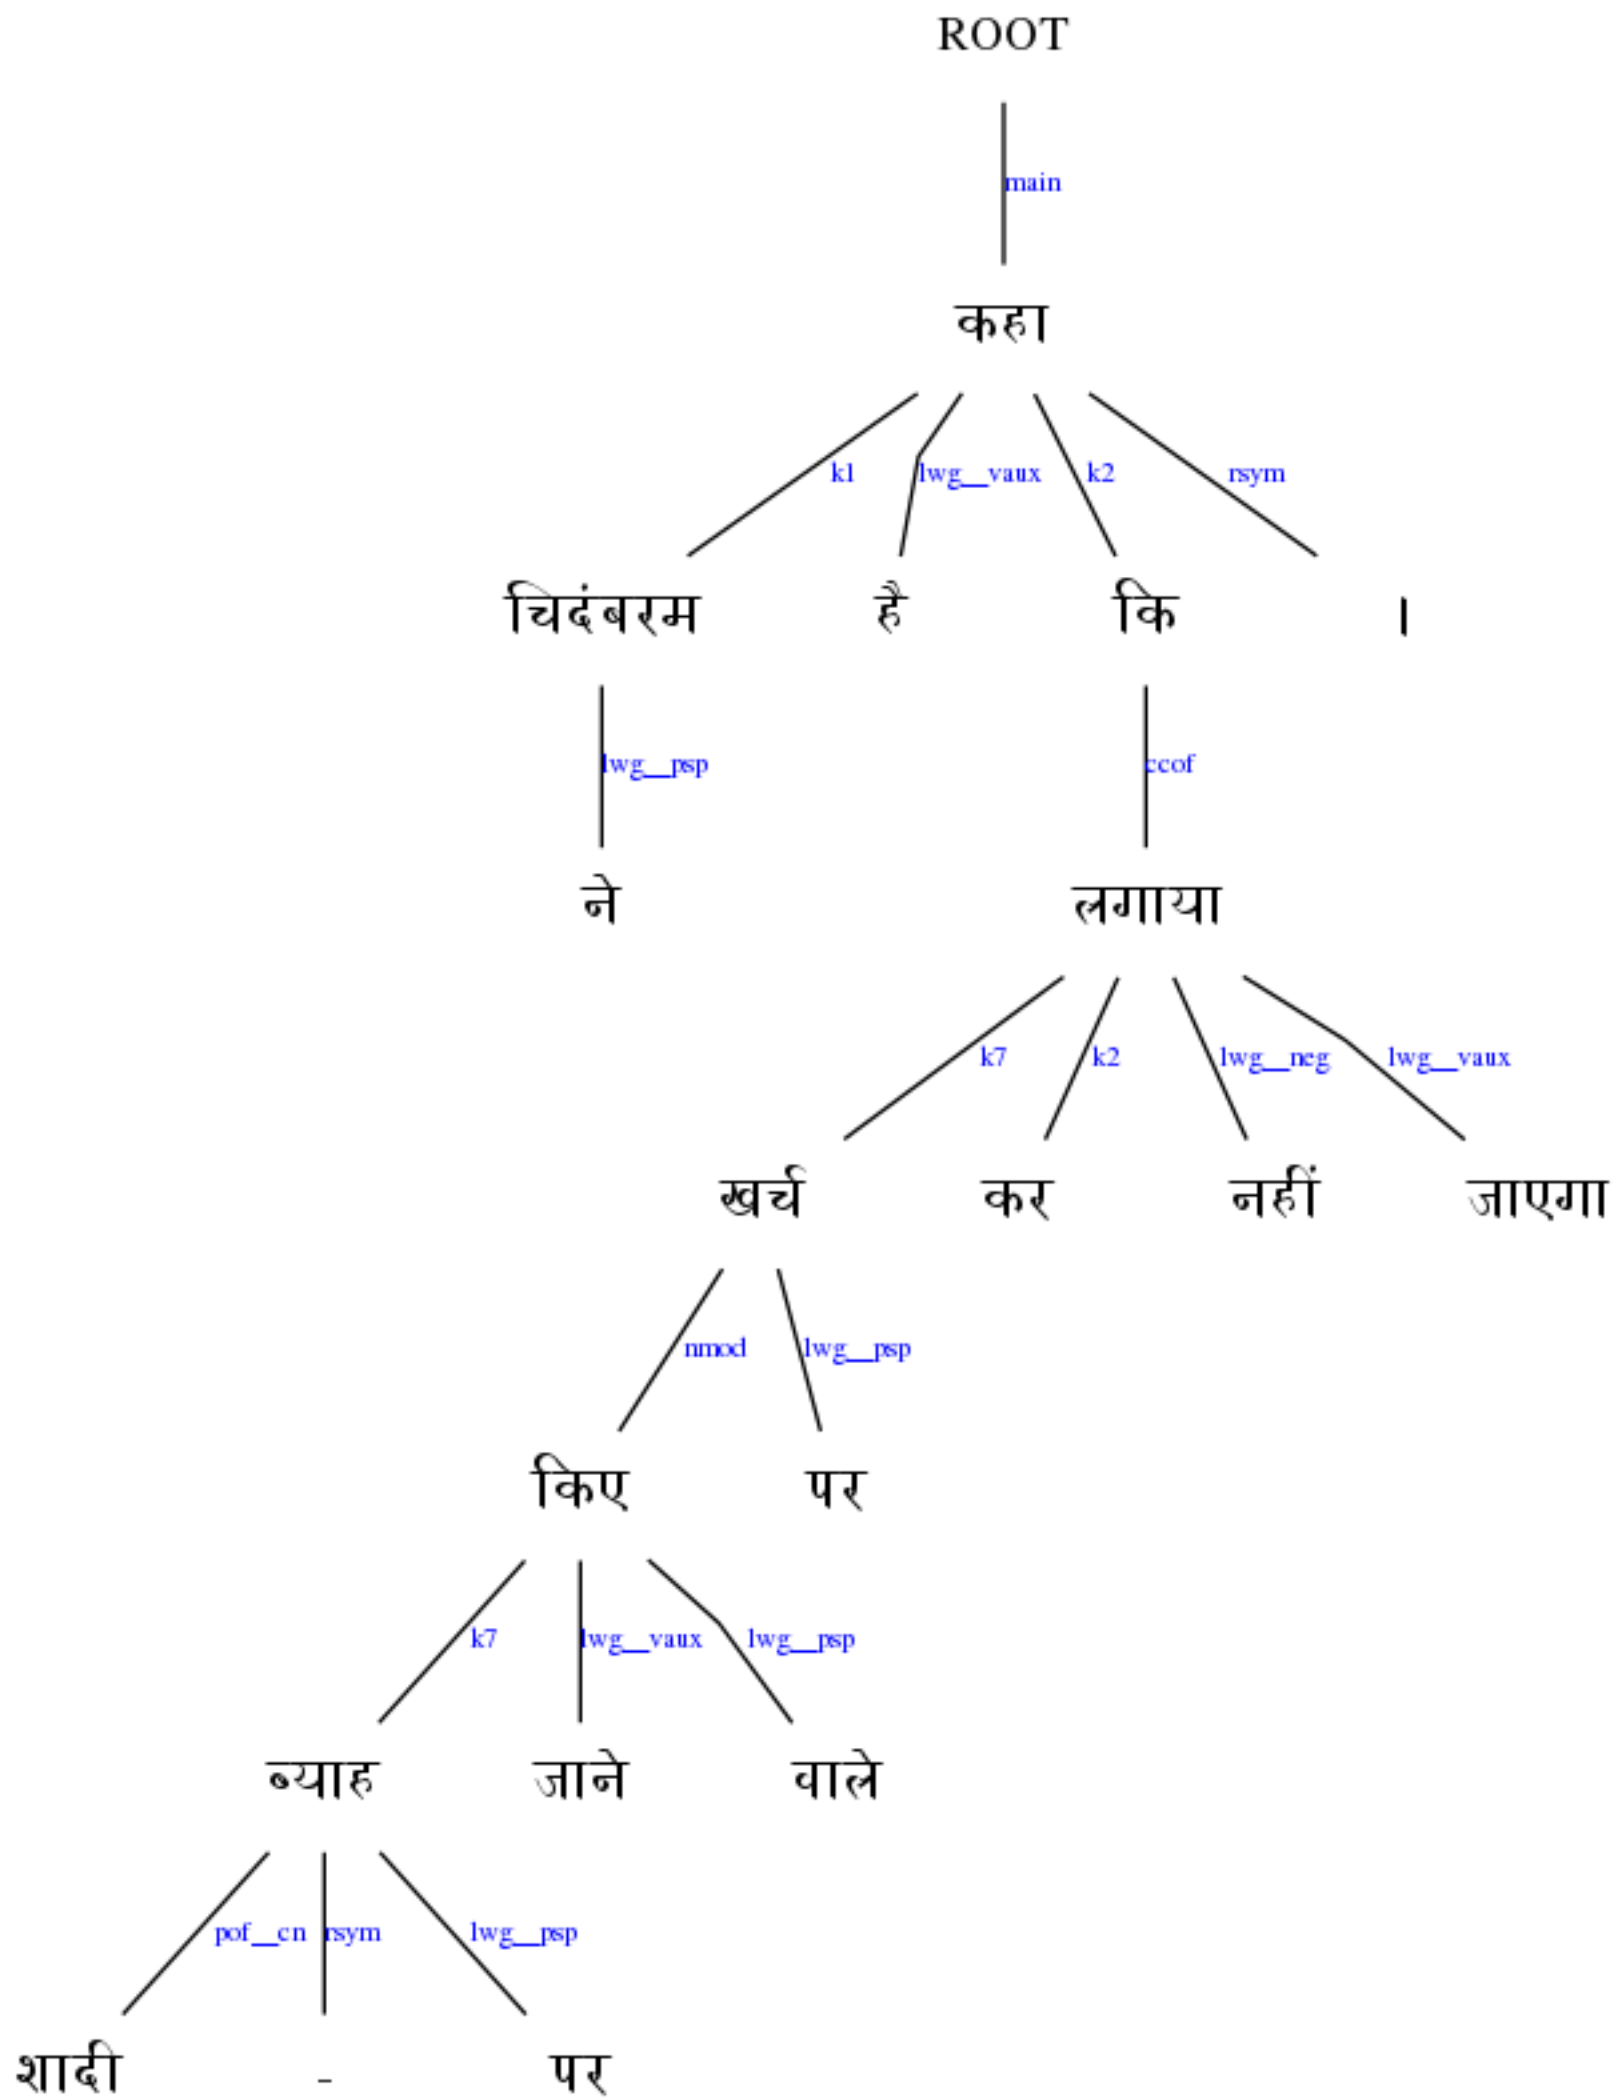 ROOT
main
कहा
k1 lwg__vaux k2 rsym
चिदंबरम है कि ।
lwg__psp ccof
ने लगाया
k7 k2 lwg__neg lwg__vaux
खर्च कर नहीं जाएगा
nmod lwg__psp
किए पर
k7 lwg__vaux lwg__psp
ब्याह जाने वाले
pof__cn rsym lwg__psp
शादी - पर